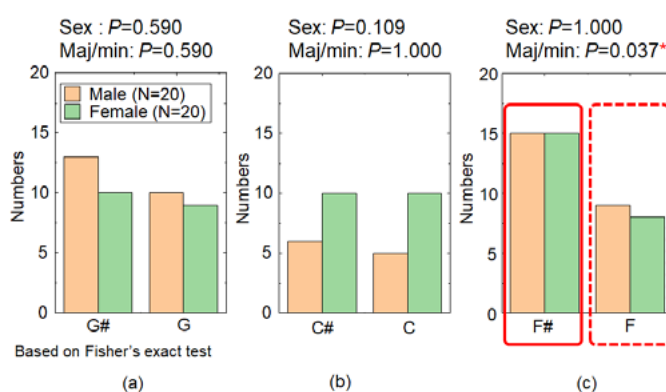 Sex : P=0.590
Maj/min: P=0.590
Sex: P=0.109
Maj/min: P=1.000
Sex: P=1.000
Maj/min: P=0.037*
20
15
10
5
0
Numbers
Male (N=20)
Female (N=20)
G# G
20
15
10
5
0
Numbers
C# C
20
15
10
5
0
Numbers
F# F
Based on Fisher's exact test
(a) (b) (c)